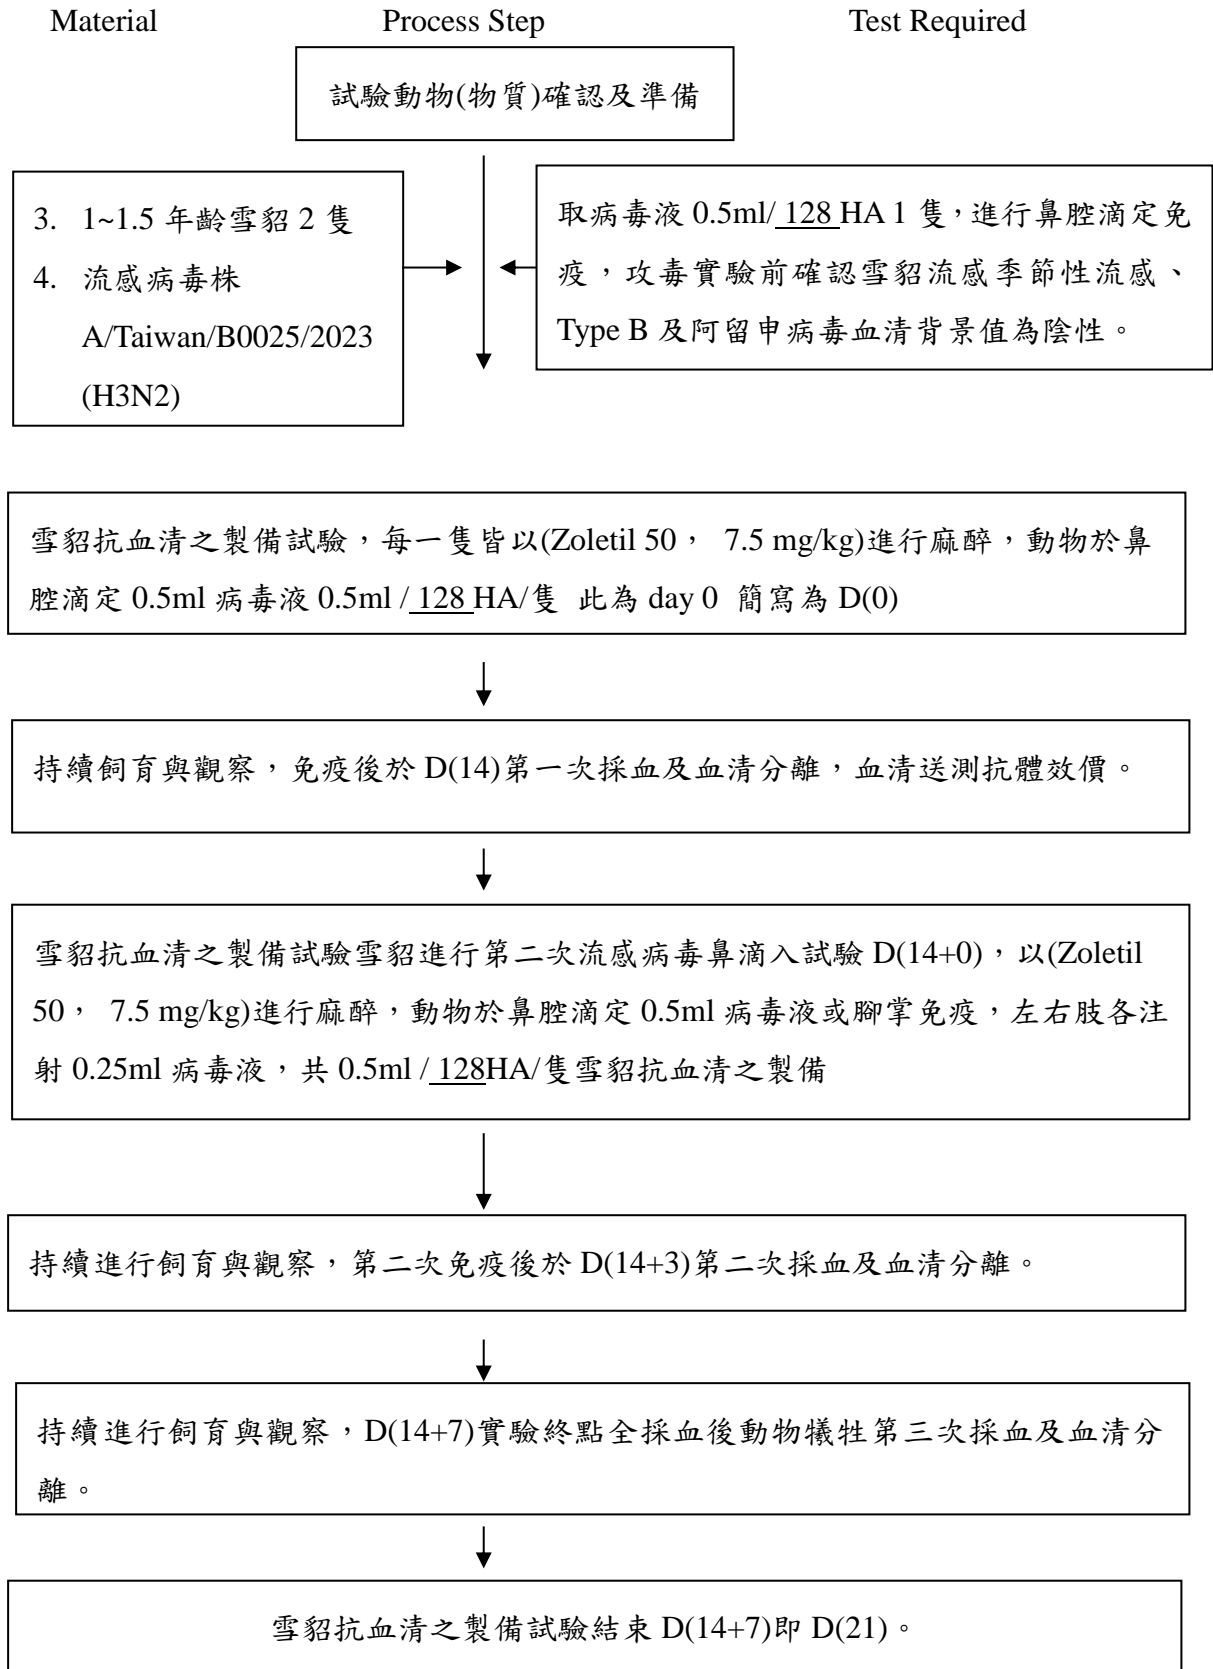 Material Process Step Test Required
試驗動物(物質)確認及準備
3. 1~1.5 年齡雪貂 2 隻
4. 流感病毒株
A/Taiwan/B0025/2023
(H3N2)
取病毒液 0.5ml/ 128 HA 1 隻，進行鼻腔滴定免
疫，攻毒實驗前確認雪貂流感季節性流感、
Type B 及阿留申病毒血清背景值為陰性。
雪貂抗血清之製備試驗，每一隻皆以(Zoletil 50， 7.5 mg/kg)進行麻醉，動物於鼻
腔滴定 0.5ml 病毒液 0.5ml / 128 HA/隻 此為 day 0 簡寫為 D(0)
持續飼育與觀察，免疫後於 D(14)第一次採血及血清分離，血清送測抗體效價。
雪貂抗血清之製備試驗雪貂進行第二次流感病毒鼻滴入試驗 D(14+0)，以(Zoletil
50， 7.5 mg/kg)進行麻醉，動物於鼻腔滴定 0.5ml 病毒液或腳掌免疫，左右肢各注
射 0.25ml 病毒液，共 0.5ml / 128HA/隻雪貂抗血清之製備
持續進行飼育與觀察，第二次免疫後於 D(14+3)第二次採血及血清分離。
持續進行飼育與觀察，D(14+7)實驗終點全採血後動物犧牲第三次採血及血清分
離。
雪貂抗血清之製備試驗結束 D(14+7)即 D(21)。